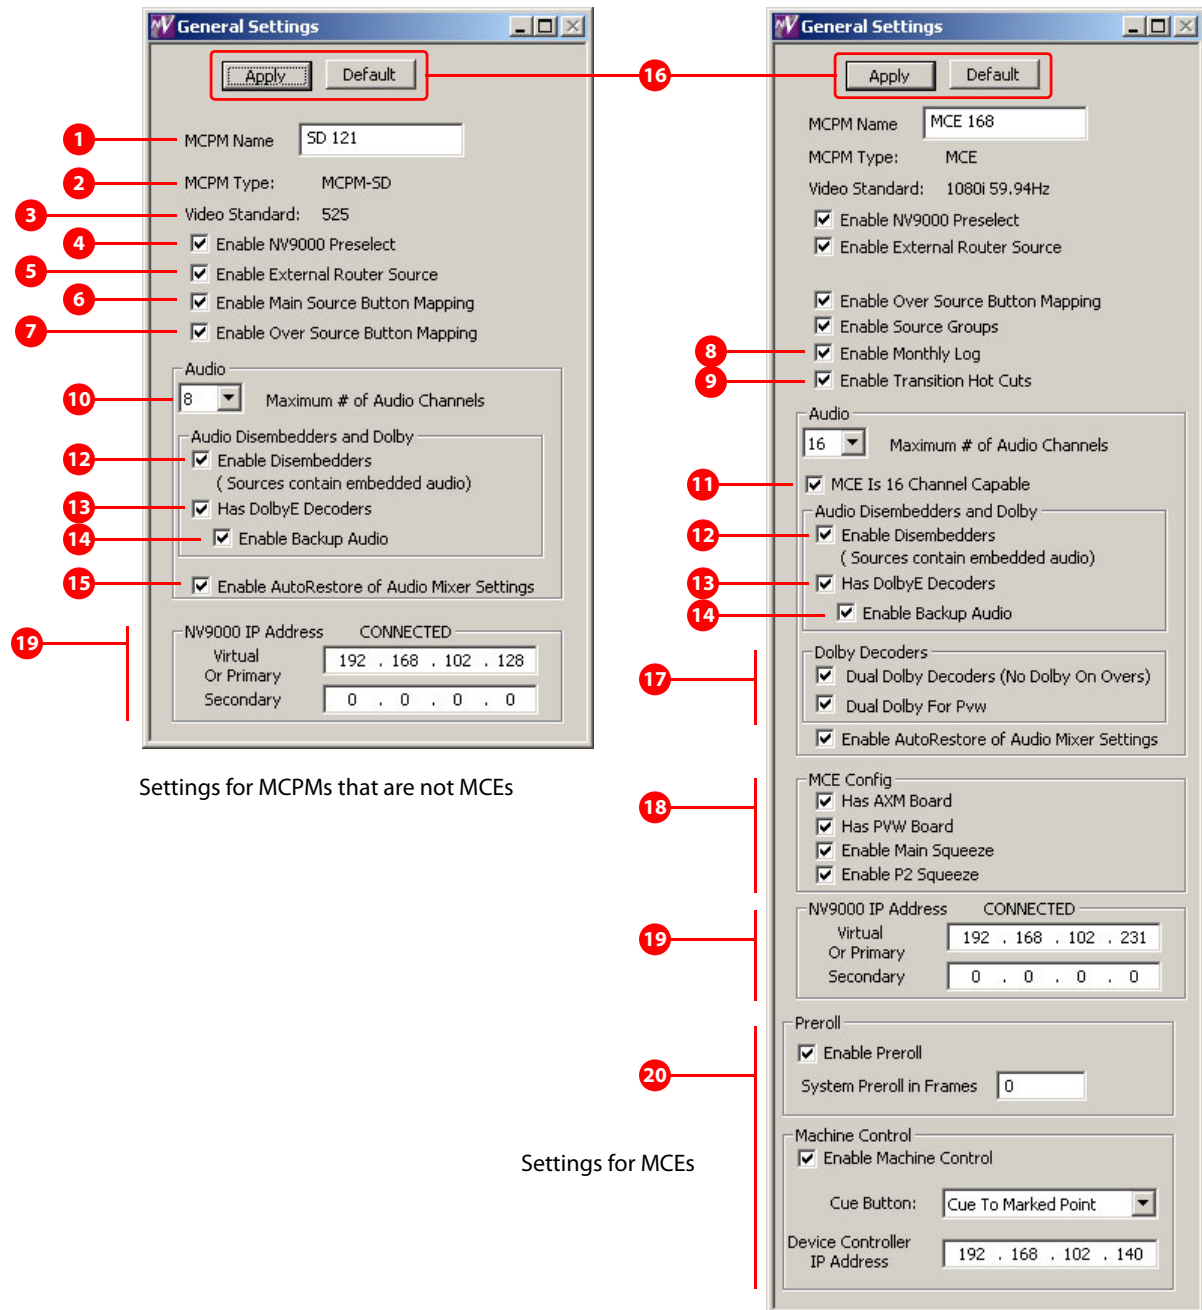 General Settings
Apply
Default
16
1
MCPM Name
SD 121
2
MCPM Type:
MCPM-SD
3
Video Standard:
525
4
Enable NV9000 Preselect
5
Enable External Router Source
6
Enable Main Source Button Mapping
7
Enable Over Source Button Mapping
Audio
10
8
Maximum # of Audio Channels
Audio Disembedders and Dolby
12
Enable Disembedders
( Sources contain embedded audio)
13
Has DolbyE Decoders
14
Enable Backup Audio
15
Enable AutoRestore of Audio Mixer Settings
19
NV9000 IP Address
CONNECTED
Virtual
Or Primary
192 . 168 . 102 . 128
Secondary
0 . 0 . 0 . 0
Settings for MCPMs that are not MCEs
General Settings
Apply
Default
MCPM Name
MCE 168
MCPM Type:
MCE
Video Standard:
1080i 59.94Hz
Enable NV9000 Preselect
Enable External Router Source
Enable Over Source Button Mapping
Enable Source Groups
8
Enable Monthly Log
9
Enable Transition Hot Cuts
Audio
16
Maximum # of Audio Channels
11
MCE Is 16 Channel Capable
Audio Disembedders and Dolby
12
Enable Disembedders
( Sources contain embedded audio)
13
Has DolbyE Decoders
14
Enable Backup Audio
Dolby Decoders
17
Dual Dolby Decoders (No Dolby On Overs)
Dual Dolby For Pvw
Enable AutoRestore of Audio Mixer Settings
MCE Config
18
Has AXM Board
Has PVW Board
Enable Main Squeeze
Enable P2 Squeeze
NV9000 IP Address
CONNECTED
19
Virtual
Or Primary
192 . 168 . 102 . 231
Secondary
0 . 0 . 0 . 0
Preroll
Enable Preroll
20
System Preroll in Frames
0
Machine Control
Enable Machine Control
Settings for MCEs
Cue Button:
Cue To Marked Point
Device Controller
IP Address
192 . 168 . 102 . 140